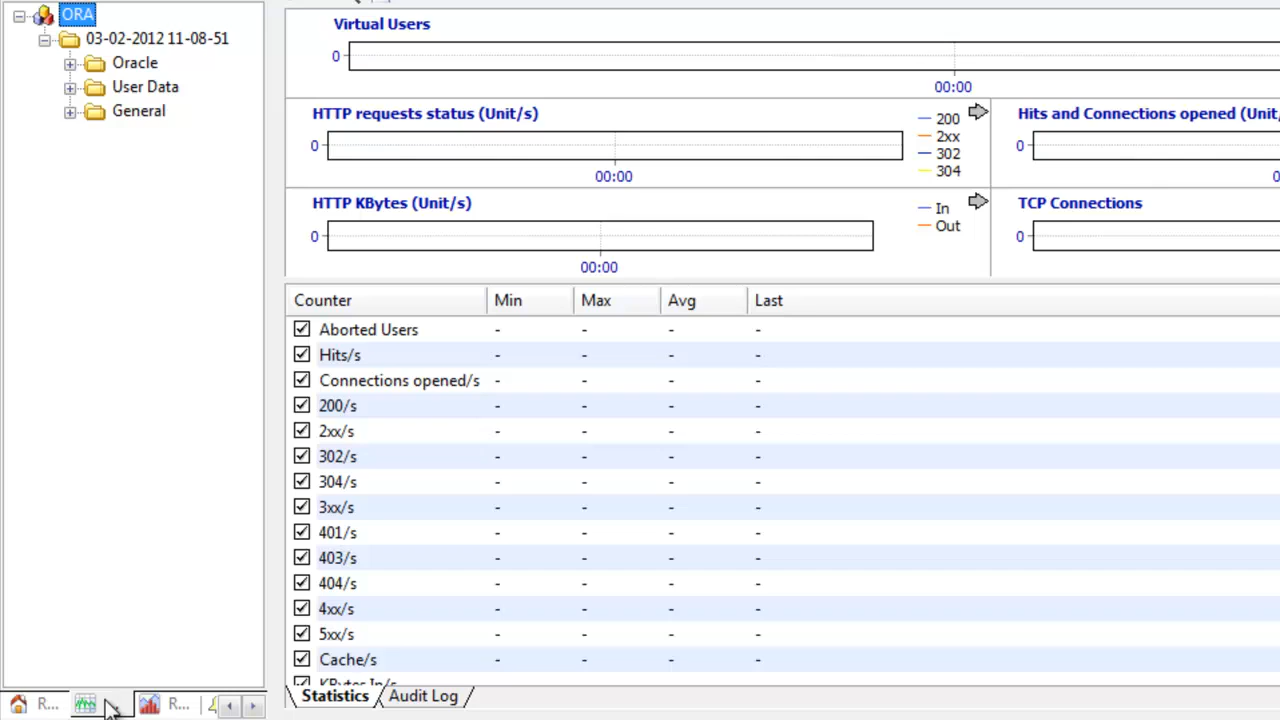 ORA
03-02-2012 11-08-51
Oracle
User Data
General
R...
R...
Virtual Users
0
00:00
HTTP requests status (Unit/s)
0
00:00
200
2xx
302
304
Hits and Connections opened (Unit/
0
0
HTTP KBytes (Unit/s)
0
00:00
In
Out
TCP Connections
0
Counter Min Max Avg Last
Aborted Users - - - -
Hits/s - - - -
Connections opened/s - - - -
200/s - - - -
2xx/s - - - -
302/s - - - -
304/s - - - -
3xx/s - - - -
401/s - - - -
403/s - - - -
404/s - - - -
4xx/s - - - -
5xx/s - - - -
Cache/s - - - -
KBytes In/s
Statistics Audit Log